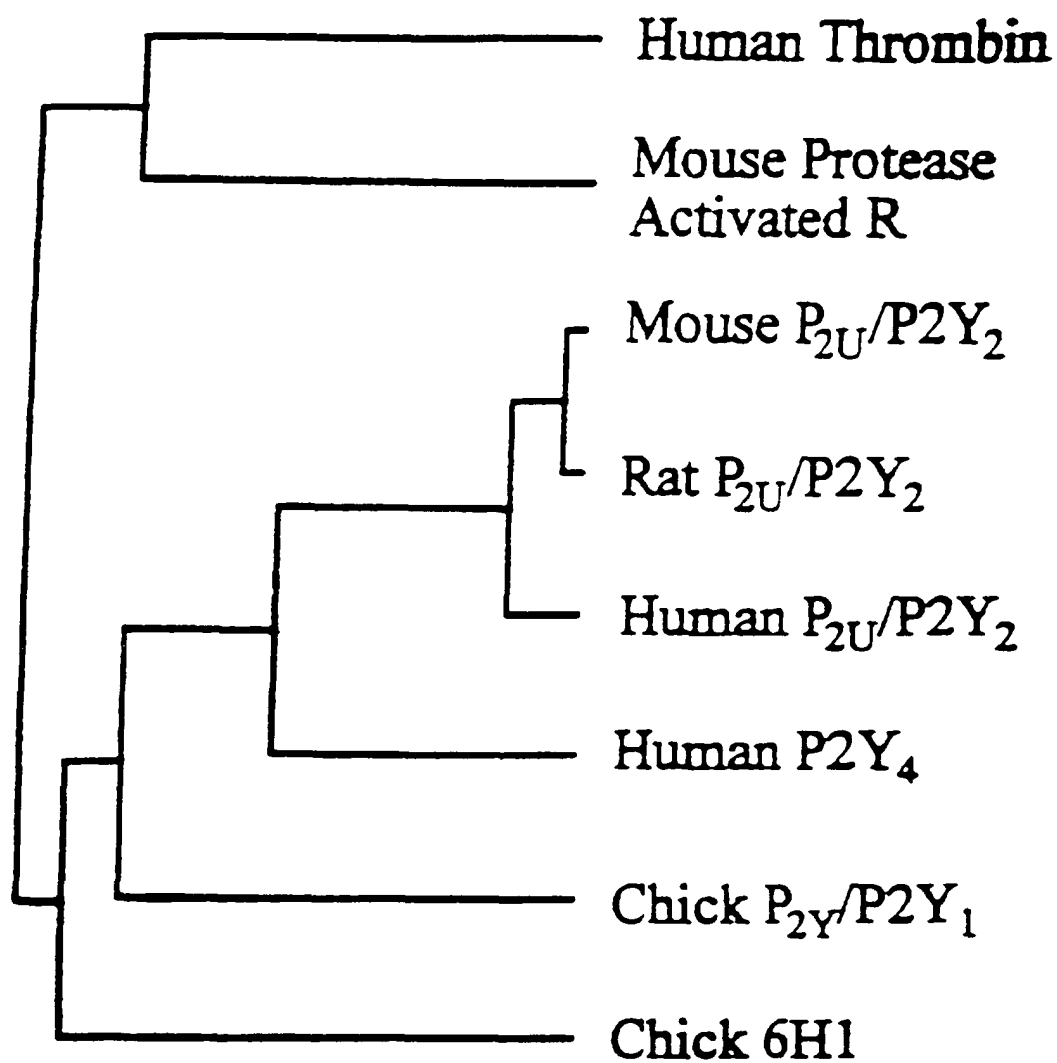 Human Thrombin
Mouse Protease
Activated R
Mouse P₂U/P2Y₂
Rat P₂U/P2Y₂
Human P₂U/P2Y₂
Human P2Y₄
Chick P₂Y/P2Y₁
Chick 6H1